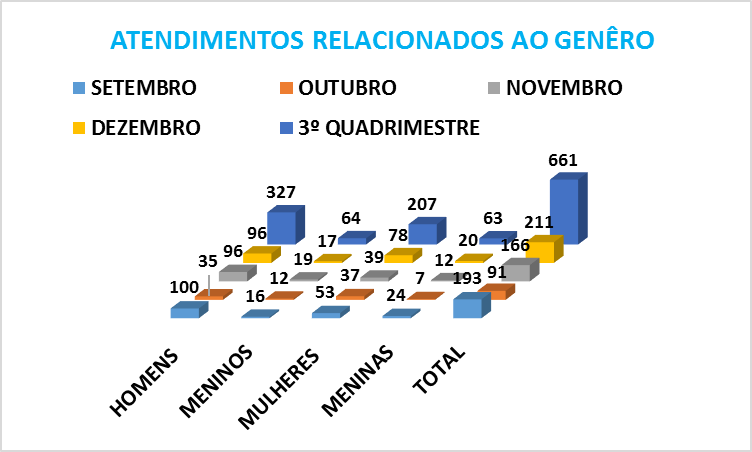 ATENDIMENTOS RELACIONADOS AO GENÊRO
SETEMBRO OUTUBRO NOVEMBRO
DEZEMBRO 3º QUADRIMESTRE
327 64 207 63 661
96 17 78 20 211
96 19 39 12 166
35 12 37 7 91
100 16 53 24 193
HOMENS MENINOS MULHERES MENINAS TOTAL